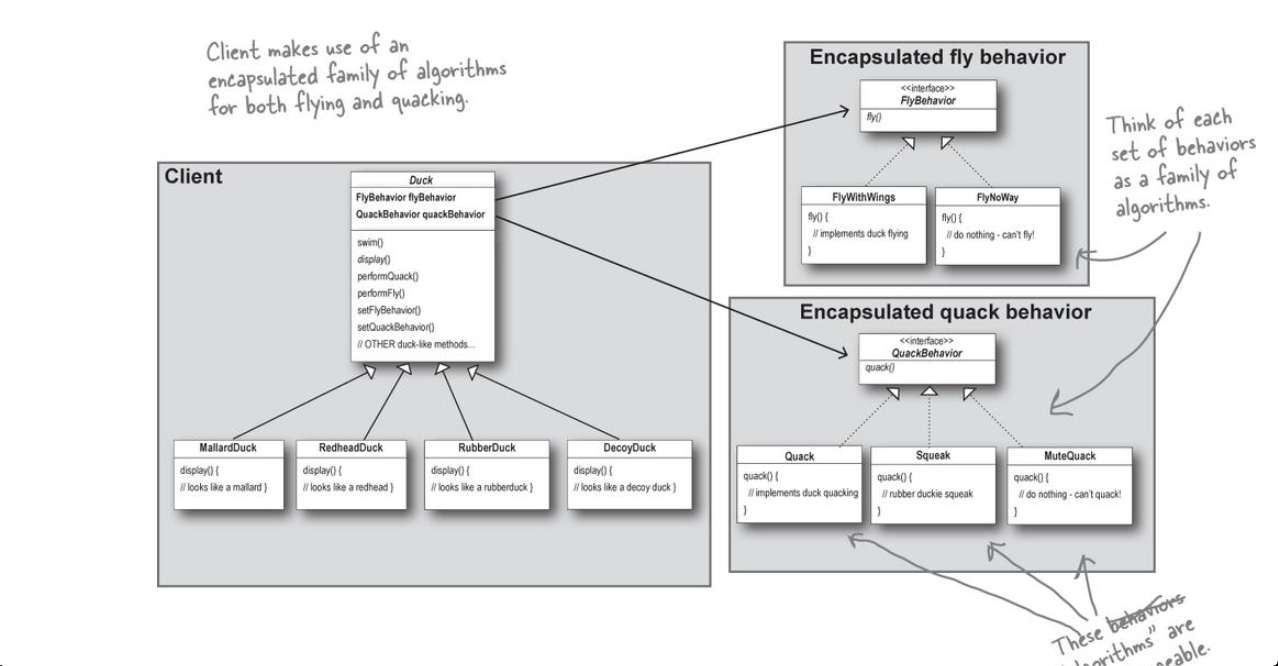 Client makes use of an
encapsulated family of algorithms
for both flying and quacking.
Client
Duck
FlyBehavior flyBehavior
QuackBehavior quackBehavior
swim()
display()
performQuack()
performFly()
setFlyBehavior()
setQuackBehavior()
// OTHER duck-like methods...
MallardDuck
display() {
// looks like a mallard }
RedheadDuck
display() {
// looks like a redhead }
RubberDuck
display() {
// looks like a rubberduck }
DecoyDuck
display() {
// looks like a decoy duck }
Encapsulated fly behavior
<<interface>>
FlyBehavior
fly()
FlyWithWings
fly() {
// implements duck flying
}
FlyNoWay
fly() {
// do nothing - can't fly!
}
Think of each
set of behaviors
as a family of
algorithms.
Encapsulated quack behavior
<<interface>>
QuackBehavior
quack()
Quack
quack() {
// implements duck quacking
}
Squeak
quack() {
// rubber duckie squeak
}
MuteQuack
quack() {
// do nothing - can't quack!
}
These behaviors
are